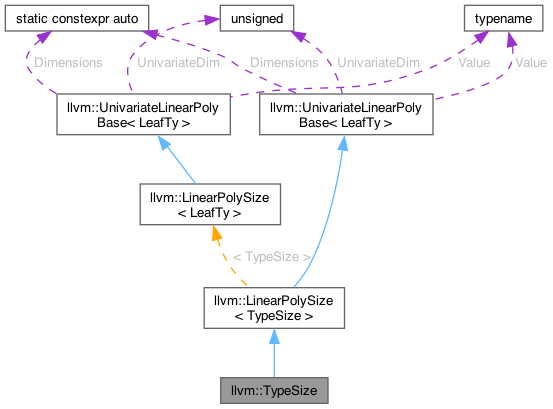 static constexpr auto
unsigned
typename
Dimensions
UnivariateDim
Dimensions
UnivariateDim
Value
Value
llvm::UnivariateLinearPoly
Base< LeafTy >
llvm::UnivariateLinearPoly
Base< LeafTy >
llvm::LinearPolySize
< LeafTy >
< TypeSize >
llvm::LinearPolySize
< TypeSize >
llvm::TypeSize